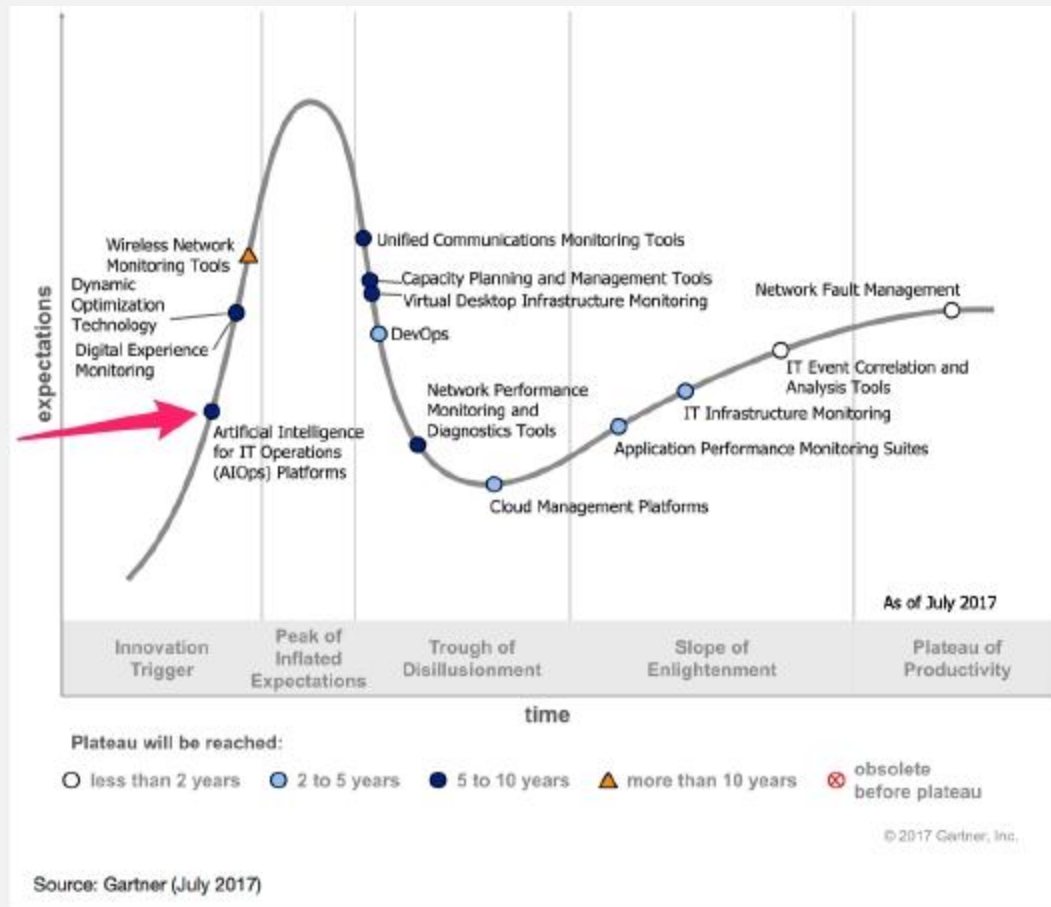 expectations
Wireless Network
Monitoring Tools
Dynamic
Optimization
Technology
Digital Experience
Monitoring
Artificial Intelligence
for IT Operations
(AIOps) Platforms
Unified Communications Monitoring Tools
Capacity Planning and Management Tools
Virtual Desktop Infrastructure Monitoring
DevOps
Network Performance
Monitoring and
Diagnostics Tools
Cloud Management Platforms
Network Fault Management
IT Event Correlation and
Analysis Tools
IT Infrastructure Monitoring
Application Performance Monitoring Suites
As of July 2017
Innovation
Trigger
Peak of
Inflated
Expectations
Trough of
Disillusionment
Slope of
Enlightenment
Plateau of
Productivity
time
Plateau will be reached:
less than 2 years
2 to 5 years
5 to 10 years
more than 10 years
obsolete
before plateau
© 2017 Gartner, Inc.
Source: Gartner (July 2017)